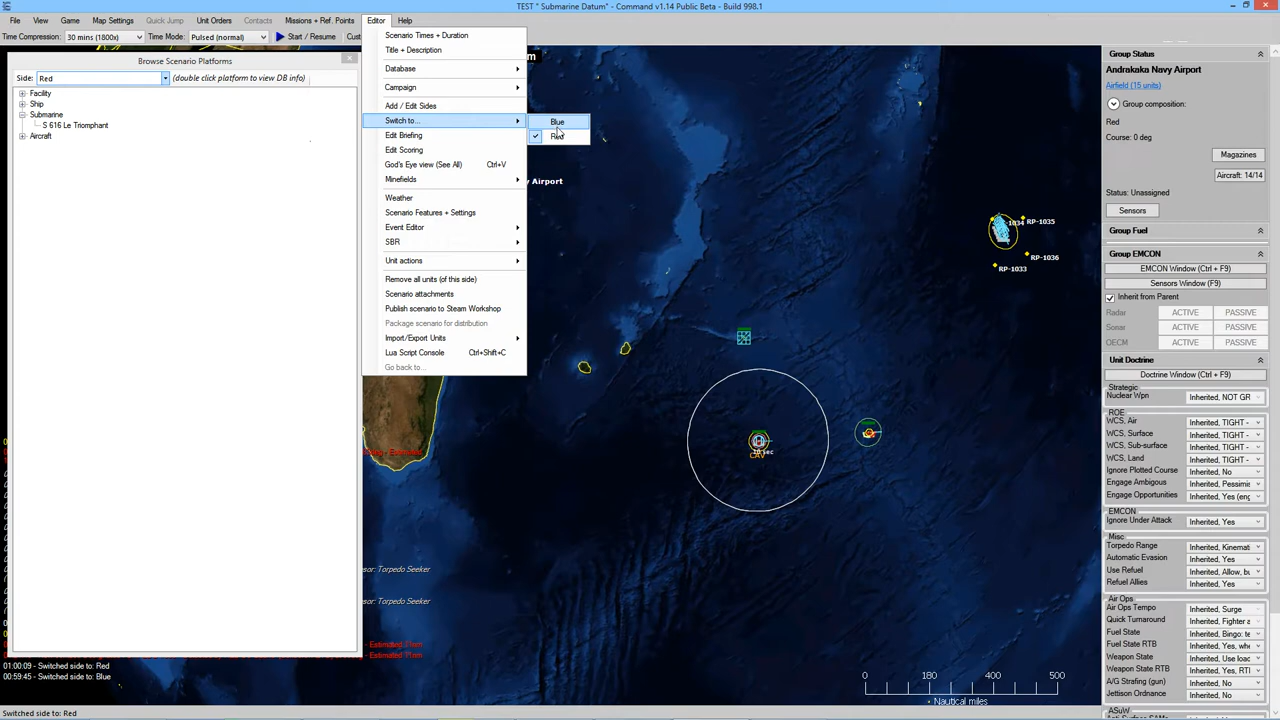 TEST " Submarine Datum" - Command v1.14 Public Beta - Build 998.1
File View Game Map Settings Quick Jump Unit Orders Contacts Missions + Ref. Points Editor Help
Time Compression: 30 mins (1800x) Time Mode: Pulsed (normal) Start / Resume
Browse Scenario Platforms
Side: Red (double click platform to view DB info)
Facility
Ship
Submarine
S 616 Le Triomphant
Aircraft
Scenario Times + Duration
Title + Description
Database
Campaign
Add / Edit Sides
Switch to...
Edit Briefing
Edit Scoring
God's Eye view (See All) Ctrl+V
Minefields
Weather
Scenario Features + Settings
Event Editor
SBR
Unit actions
Remove all units (of this side)
Scenario attachments
Publish scenario to Steam Workshop
Package scenario for distribution
Import/Export Units
Lua Script Console Ctrl+Shift+C
Go back to...
Blue
Red
y Airport
RP-1035
RP-1036
RP-1033
CAV
- Estimated
sor: Torpedo Seeker
sor: Torpedo Seeker
01:00:09 - Switched side to: Red
00:59:45 - Switched side to: Blue
Switched side to: Red
0 180 400 500
Nautical miles
Group Status
Andrakaka Navy Airport
Airfield (15 units)
Group composition:
Red
Course: 0 deg
Magazines
Aircraft: 14/14
Status: Unassigned
Sensors
Group Fuel
Group EMCON
EMCON Window (Ctrl + F9)
Sensors Window (F9)
Inherit from Parent
Radar ACTIVE PASSIVE
Sonar ACTIVE PASSIVE
OECM ACTIVE PASSIVE
Unit Doctrine
Doctrine Window (Ctrl + F9)
Strategic
Nuclear Wpn Inherited, NOT GR
ROE
WCS, Air Inherited, TIGHT -
WCS, Surface Inherited, TIGHT -
WCS, Sub-surface Inherited, TIGHT -
WCS, Land Inherited, TIGHT -
Ignore Plotted Course Inherited, No
Engage Ambiguous Inherited, Pessimis
Engage Opportunities Inherited, Yes (eng
EMCON
Ignore Under Attack Inherited, Yes
Misc
Torpedo Range Inherited, Kinemati
Automatic Evasion Inherited, Yes
Use Refuel Inherited, Allow, bu
Refuel Allies Inherited, Yes
Air Ops
Air Ops Tempo Inherited, Surge
Quick Turnaround Inherited, Fighter a
Fuel State Inherited, Bingo: te
Fuel State RTB Inherited, Yes, whe
Weapon State Inherited, Use load
Weapon State RTB Inherited, Yes, RTI
A/G Strafing (gun) Inherited, No
Jettison Ordnance Inherited, No
ASuW